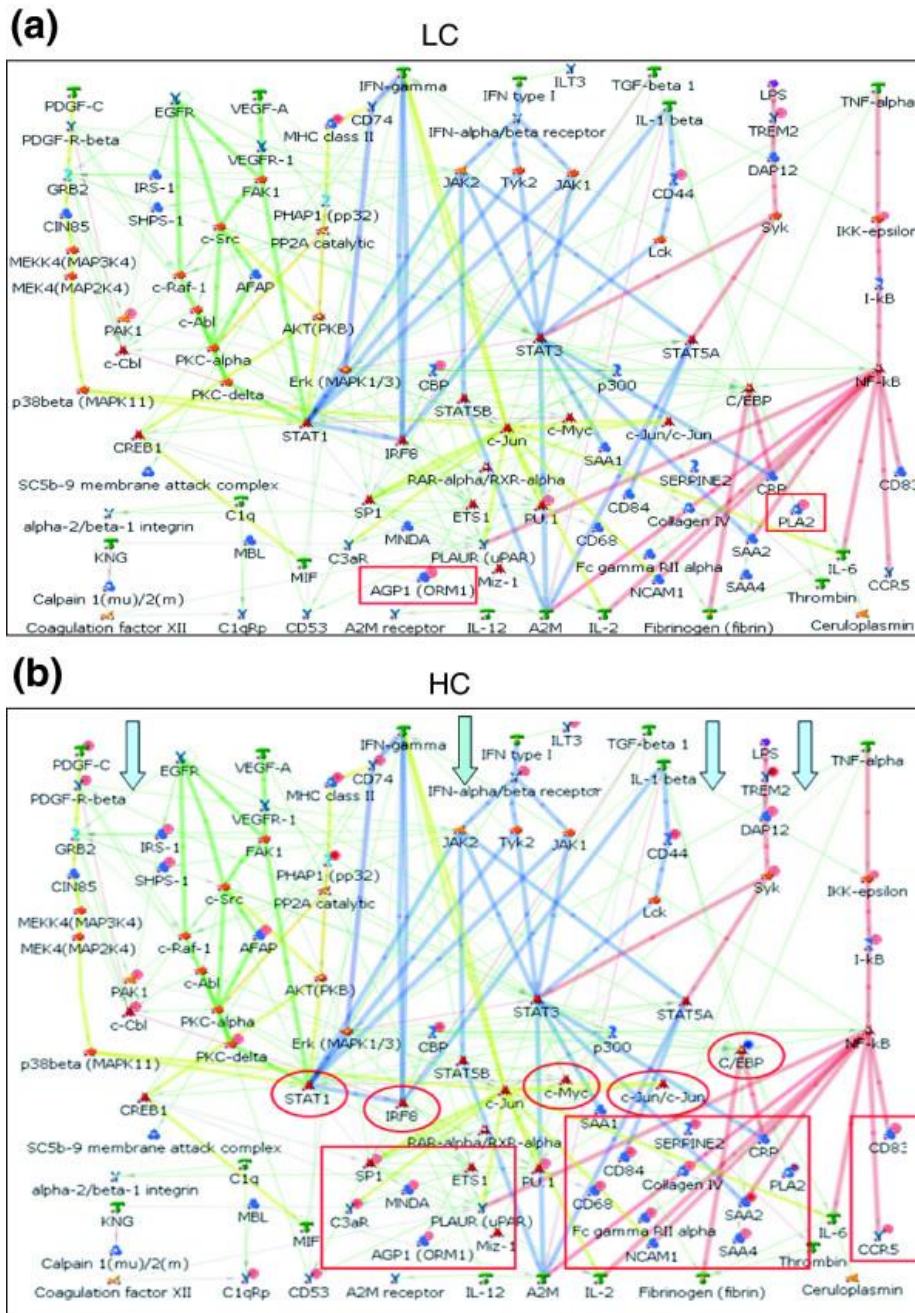 (a)
LC
IFN-gamma
IFN type I
ILT3
TGF-beta 1
LPS
TNF-alpha
PDGF-C
EGFR
VEGF-A
MHC class II
CD74
IFN-alpha/beta receptor
IL-1 beta
TREM2
PDGF-R-beta
VEGFR-1
DAP12
GRB2
IRS-1
FAK1
JAK2
Tyk2
JAK1
CD44
CIN85
SHPS-1
PHAP1 (pp32)
c-Src
PP2A catalytic
Lck
Syk
IKK-epsilon
MEKK4(MAP3K4)
MEK4(MAP2K4)
c-Raf-1
AFAP
I-kB
PAK1
c-Abl
AKT(PKB)
c-Cbl
PKC-alpha
STAT3
STAT5A
Erk (MAPK1/3)
CBP
p300
NF-kB
p38beta (MAPK11)
PKC-delta
STAT5B
C/EBP
CREB1
STAT1
IRF8
c-Jun
c-Myc
c-Jun/c-Jun
SAA1
SC5b-9 membrane attack complex
RAR-alpha/RXR-alpha
SERPINE2
CRP
CD83
alpha-2/beta-1 integrin
C1q
SP1
ETS1
PU.1
CD84
Collagen IV
PLA2
KNG
MBL
C3aR
MNDA
PLAUR (uPAR)
CD68
SAA2
IL-6
MIF
Miz-1
Fc gamma RII alpha
Calpain 1(mu)/2(m)
AGP1 (ORM1)
NCAM1
SAA4
Thrombin
CCR5
Coagulation factor XII
C1qRp
CD53
A2M receptor
IL-12
A2M
IL-2
Fibrinogen (fibrin)
Ceruloplasmin
(b)
HC
IFN-gamma
IFN type I
ILT3
TGF-beta 1
LPS
TNF-alpha
PDGF-C
EGFR
VEGF-A
MHC class II
CD74
IFN-alpha/beta receptor
IL-1 beta
TREM2
PDGF-R-beta
VEGFR-1
DAP12
GRB2
IRS-1
FAK1
JAK2
Tyk2
JAK1
CD44
CIN85
SHPS-1
PHAP1 (pp32)
c-Src
PP2A catalytic
Lck
Syk
IKK-epsilon
MEKK4(MAP3K4)
MEK4(MAP2K4)
c-Raf-1
AFAP
I-kB
PAK1
c-Abl
AKT(PKB)
c-Cbl
PKC-alpha
STAT3
STAT5A
Erk (MAPK1/3)
CBP
p300
NF-kB
p38beta (MAPK11)
PKC-delta
STAT5B
C/EBP
CREB1
STAT1
IRF8
c-Jun
c-Myc
c-Jun/c-Jun
SAA1
SC5b-9 membrane attack complex
RAR-alpha/RXR-alpha
SERPINE2
CRP
CD83
alpha-2/beta-1 integrin
C1q
SP1
ETS1
PU.1
CD84
Collagen IV
PLA2
KNG
MBL
C3aR
MNDA
PLAUR (uPAR)
CD68
SAA2
IL-6
MIF
Miz-1
Fc gamma RII alpha
Calpain 1(mu)/2(m)
AGP1 (ORM1)
NCAM1
SAA4
Thrombin
CCR5
Coagulation factor XII
C1qRp
CD53
A2M receptor
IL-12
A2M
IL-2
Fibrinogen (fibrin)
Ceruloplasmin